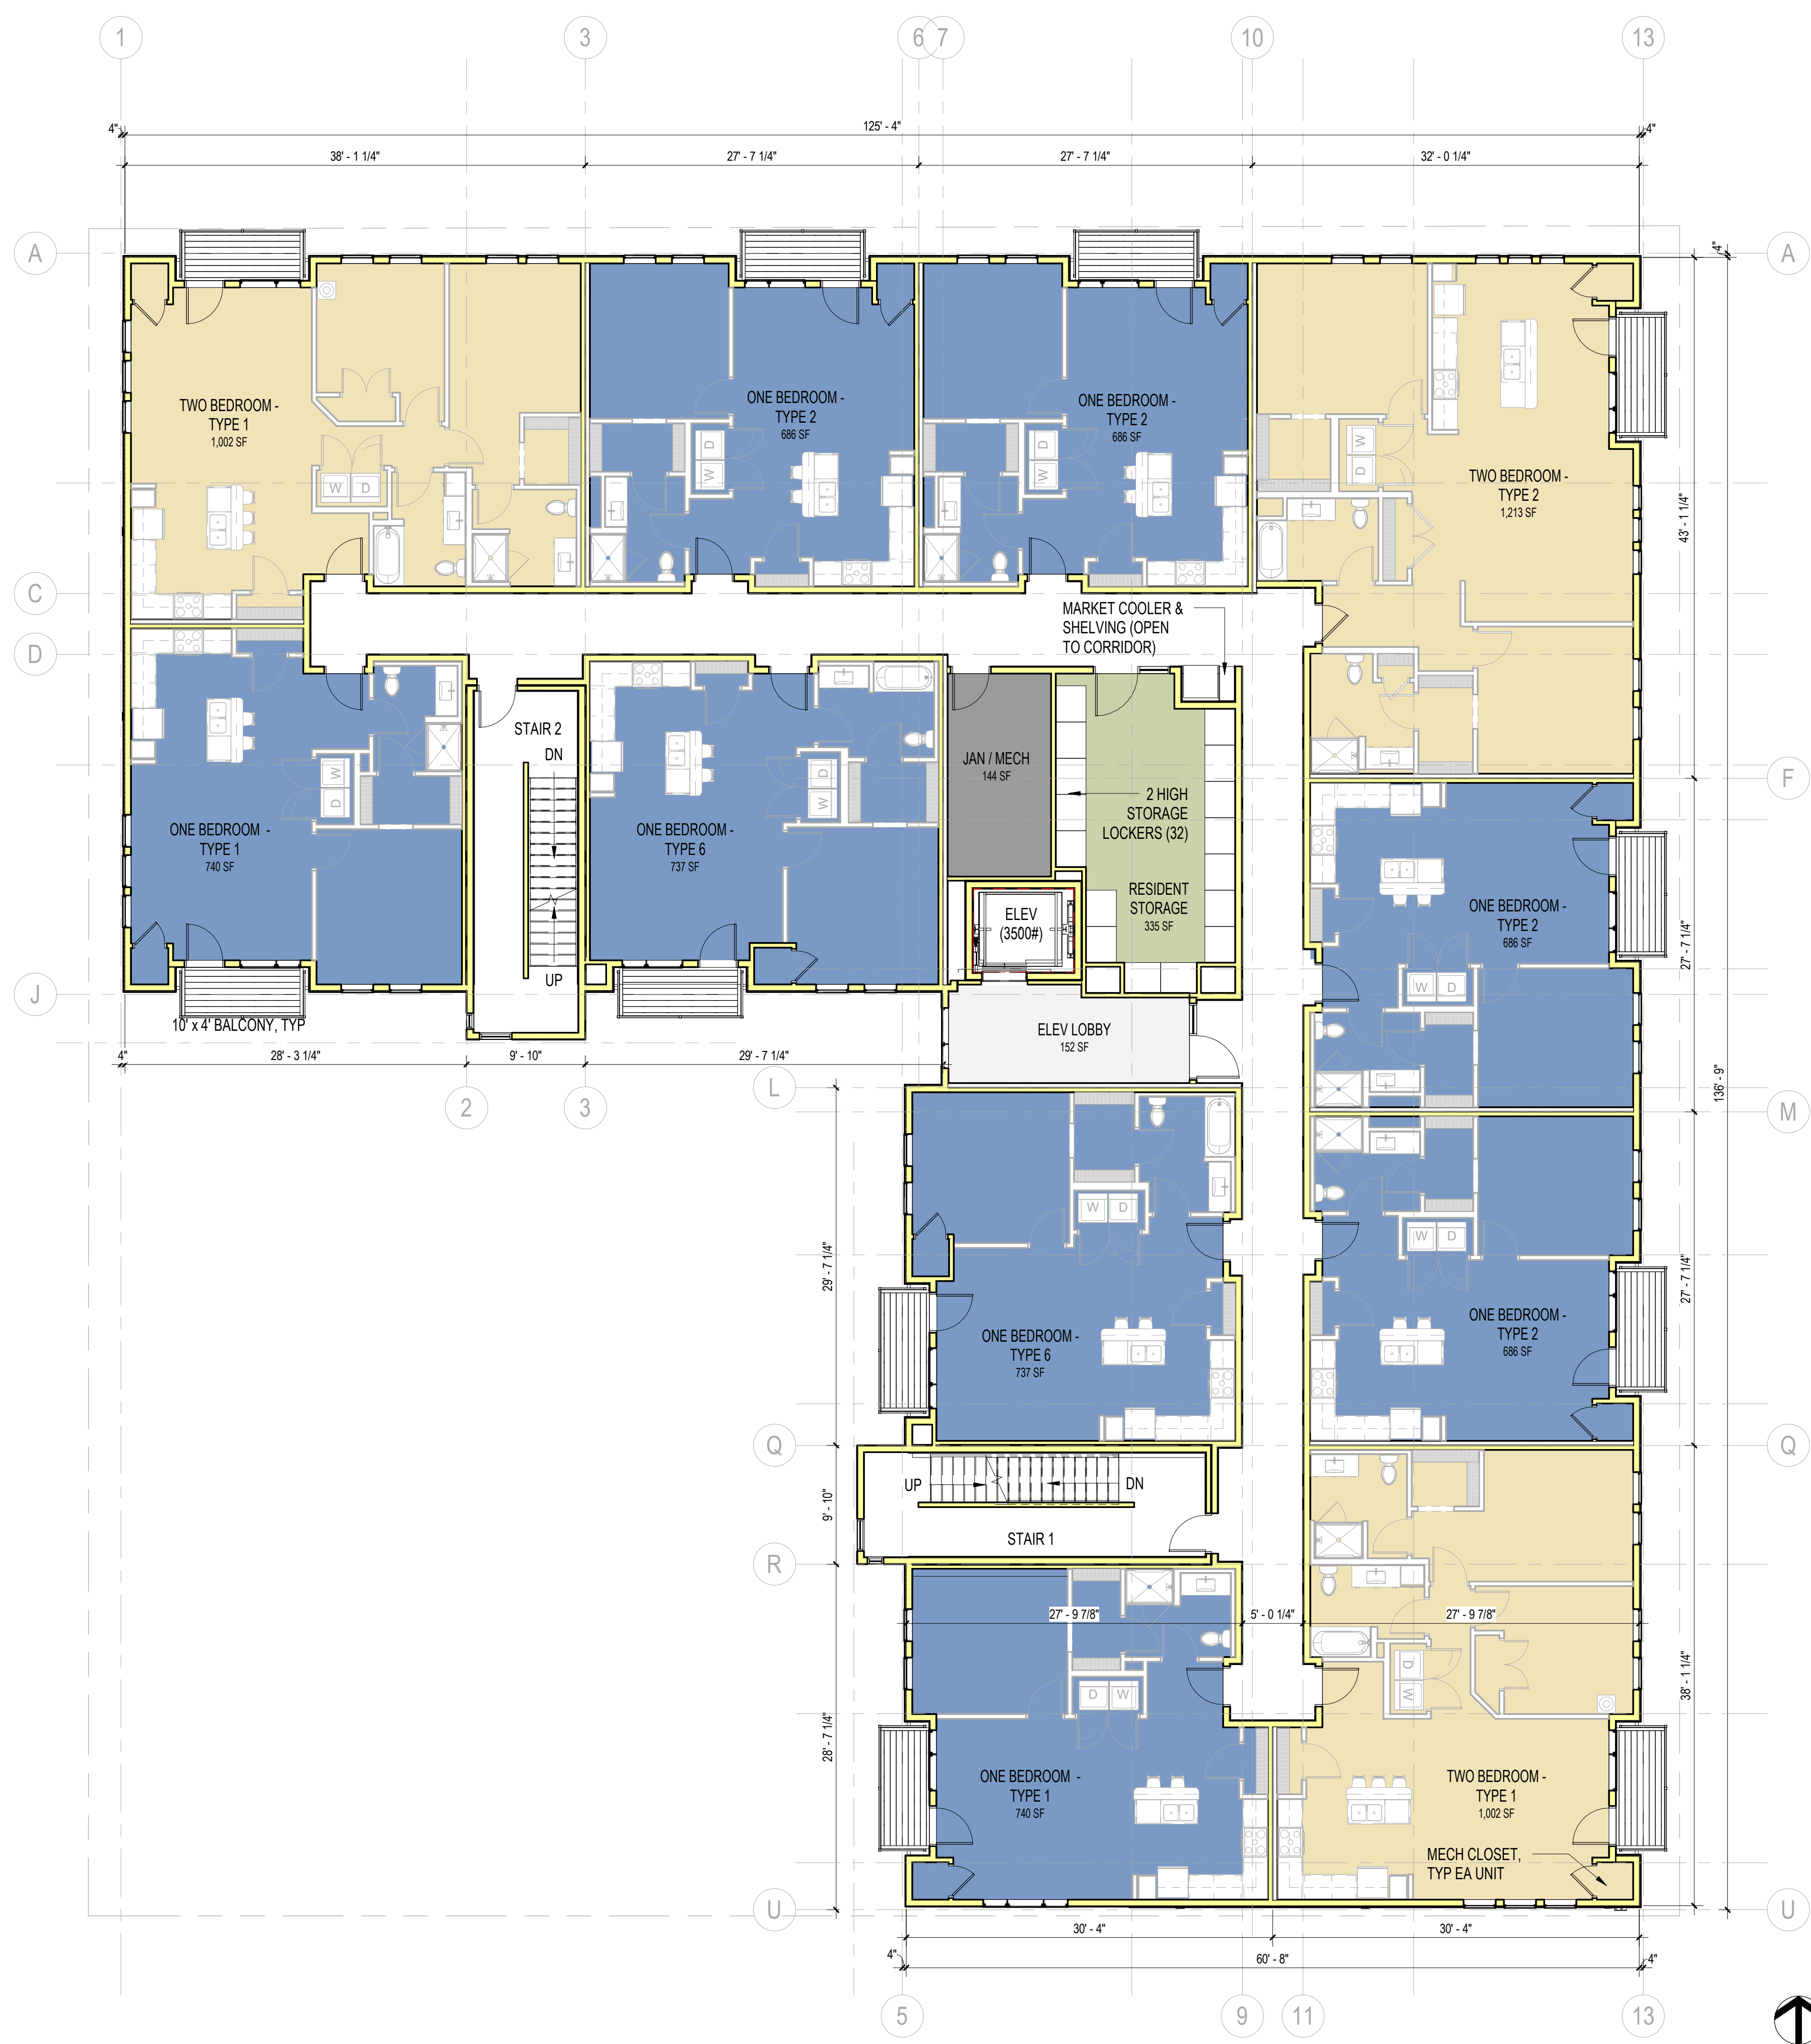 1
3
6
7
10
13
4"
125' - 4"
4"
38' - 1 1/4"
27' - 7 1/4"
27' - 7 1/4"
32' - 0 1/4"
A
4"
A
TWO BEDROOM -
TYPE 1
1,002 SF
ONE BEDROOM -
TYPE 2
686 SF
ONE BEDROOM -
TYPE 2
686 SF
TWO BEDROOM -
TYPE 2
1,213 SF
W
D
D
W
D
W
W
D
43' - 1 1/4"
C
C
MARKET COOLER &
SHELVING (OPEN
TO CORRIDOR)
D
D
STAIR 2
DN
UP
JAN / MECH
144 SF
2 HIGH
STORAGE
LOCKERS (32)
RESIDENT
STORAGE
335 SF
F
W
D
D
W
ONE BEDROOM -
TYPE 1
740 SF
ONE BEDROOM -
TYPE 6
737 SF
ELEV
(3500#)
ONE BEDROOM -
TYPE 2
686 SF
27' - 7 1/4"
W
D
J
10' x 4' BALCONY, TYP
ELEV LOBBY
152 SF
4"
28' - 3 1/4"
9' - 10"
29' - 7 1/4"
136' - 9"
2
3
L
M
W
D
W
D
29' - 7 1/4"
27' - 7 1/4"
ONE BEDROOM -
TYPE 6
737 SF
ONE BEDROOM -
TYPE 2
686 SF
Q
Q
UP
DN
9' - 10"
STAIR 1
R
27' - 9 7/8"
5' - 0 1/4"
27' - 9 7/8"
D
W
D
W
38' - 1 1/4"
28' - 7 1/4"
ONE BEDROOM -
TYPE 1
740 SF
TWO BEDROOM -
TYPE 1
1,002 SF
MECH CLOSET,
TYP EA UNIT
U
U
30' - 4"
30' - 4"
4"
60' - 8"
4"
5
9
11
13